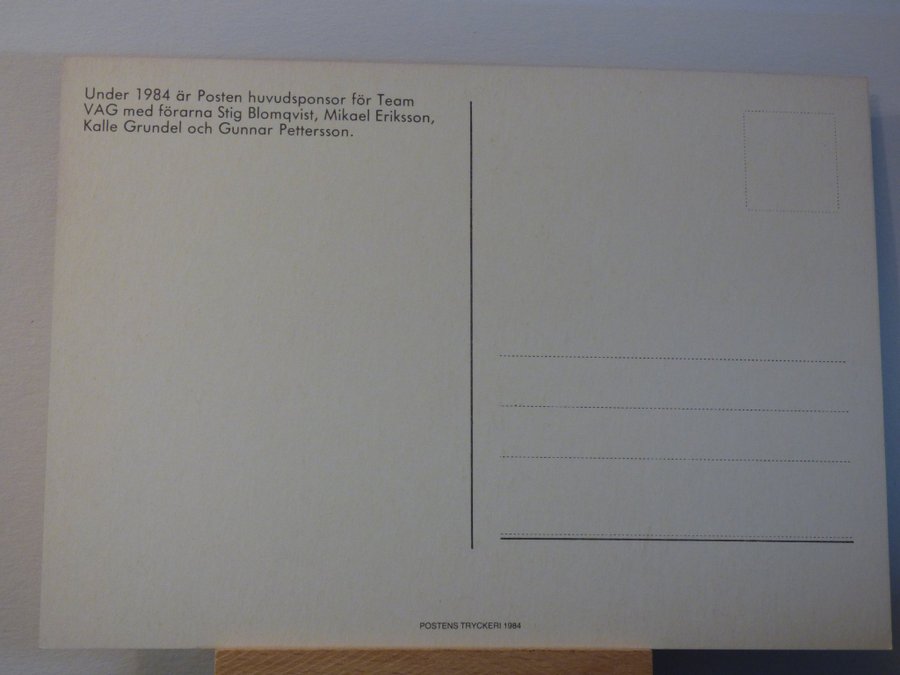 Under 1984 är Posten huvudsponsor för Team
VAG med förarna Stig Blomqvist, Mikael Eriksson,
Kalle Grundel och Gunnar Pettersson.
POSTENS TRYCKERI 1984